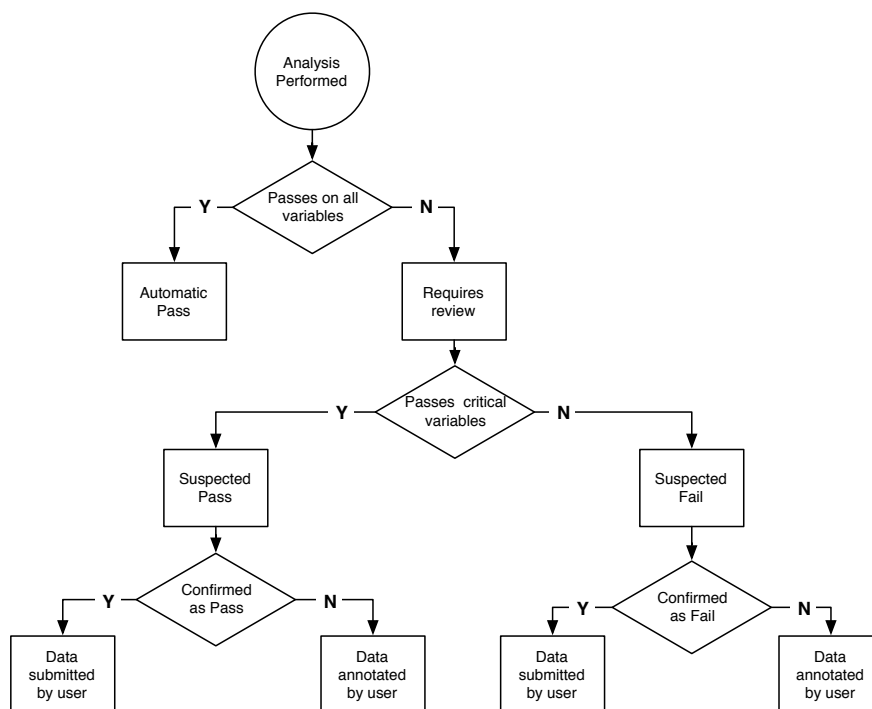 Analysis
Performed
Passes on all
variables
Y
N
Automatic
Pass
Requires
review
Passes critical
variables
Y
N
Suspected
Pass
Suspected
Fail
Confirmed
as Pass
Y
N
Confirmed
as Fail
Y
N
Data
submitted
by user
Data
annotated
by user
Data
submitted
by user
Data
annotated
by user